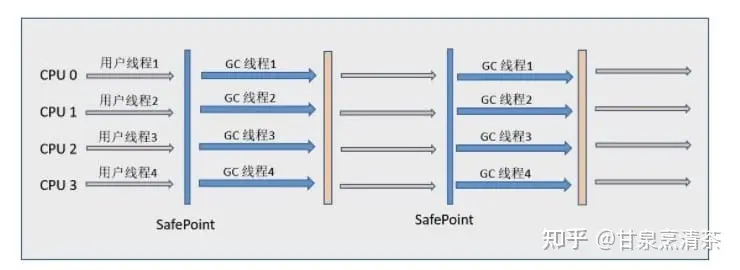 CPU 0 用户线程1 GC 线程1 GC 线程1
CPU 1 用户线程2 GC 线程2 GC 线程2
CPU 2 用户线程3 GC 线程3 GC 线程3
CPU 3 用户线程4 GC 线程4 GC 线程4
SafePoint SafePoint
知乎 @甘泉烹清茶